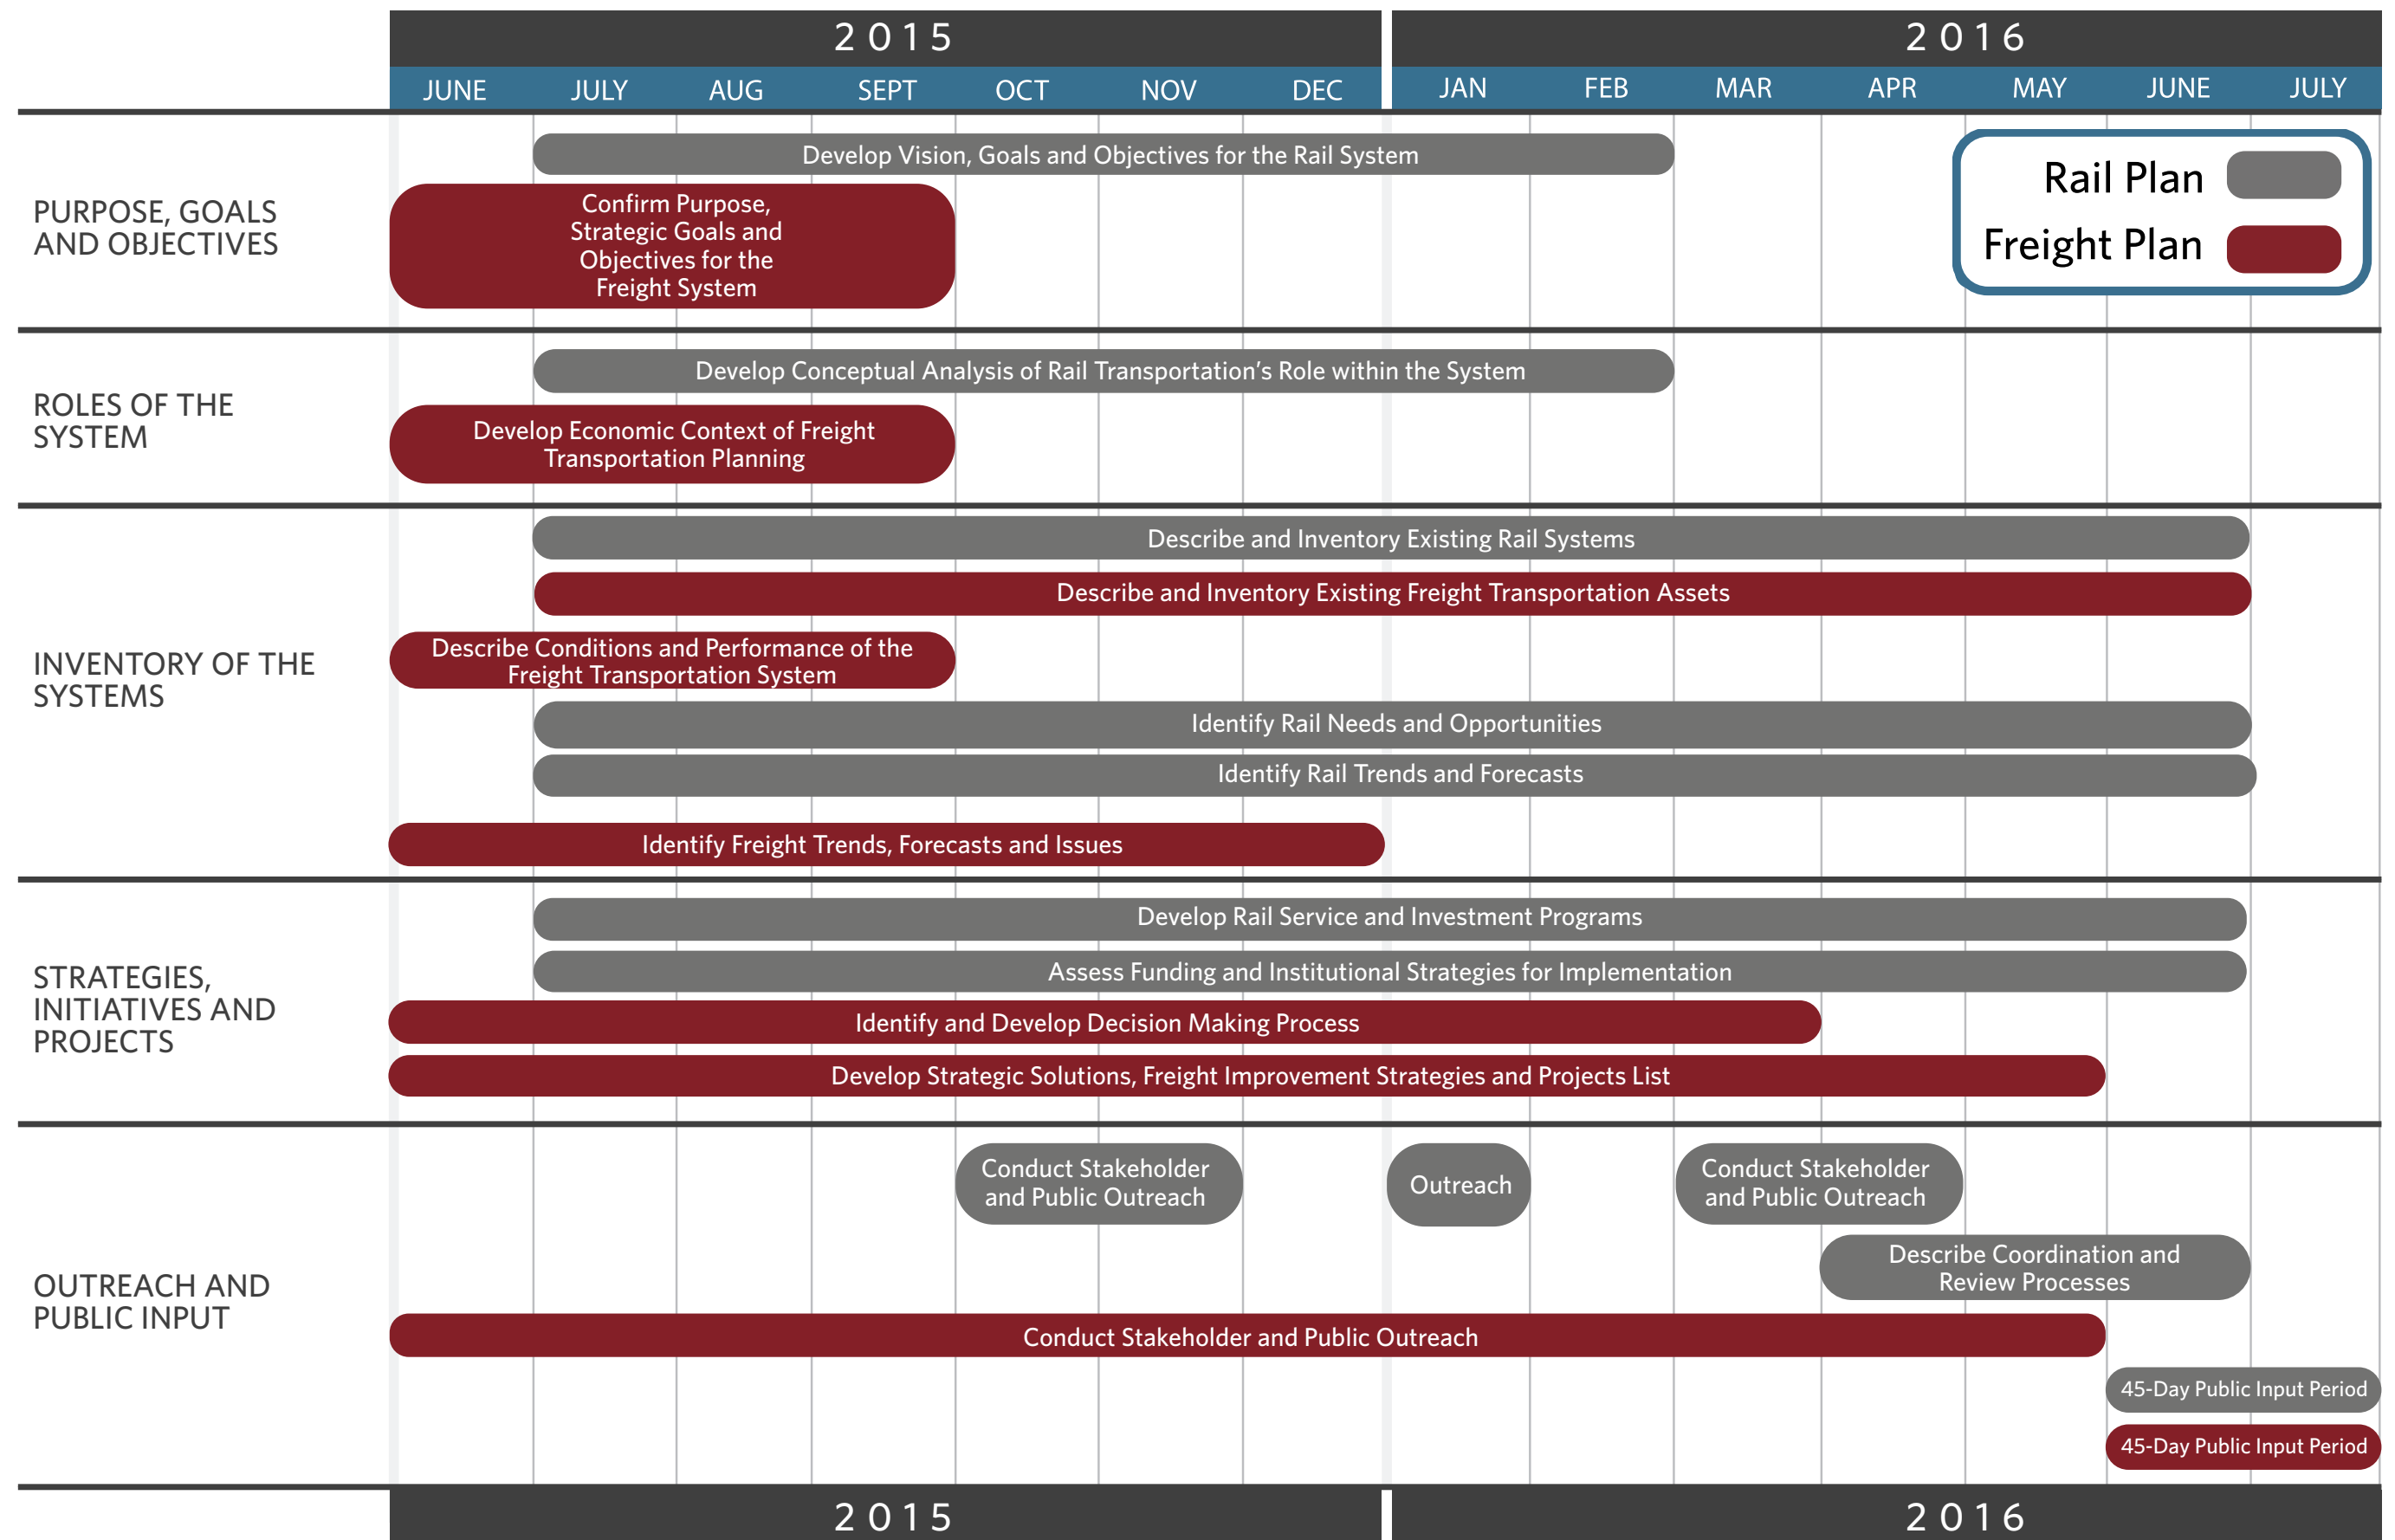 2015
2016
JUNE JULY AUG SEPT OCT NOV DEC JAN FEB MAR APR MAY JUNE JULY
Rail Plan
Freight Plan
PURPOSE, GOALS
AND OBJECTIVES
Develop Vision, Goals and Objectives for the Rail System
Confirm Purpose,
Strategic Goals and
Objectives for the
Freight System
ROLES OF THE
SYSTEM
Develop Conceptual Analysis of Rail Transportation’s Role within the System
Develop Economic Context of Freight
Transportation Planning
INVENTORY OF THE
SYSTEMS
Describe and Inventory Existing Rail Systems
Describe and Inventory Existing Freight Transportation Assets
Describe Conditions and Performance of the
Freight Transportation System
Identify Rail Needs and Opportunities
Identify Rail Trends and Forecasts
Identify Freight Trends, Forecasts and Issues
STRATEGIES,
INITIATIVES AND
PROJECTS
Develop Rail Service and Investment Programs
Assess Funding and Institutional Strategies for Implementation
Identify and Develop Decision Making Process
Develop Strategic Solutions, Freight Improvement Strategies and Projects List
OUTREACH AND
PUBLIC INPUT
Conduct Stakeholder
and Public Outreach
Outreach
Conduct Stakeholder
and Public Outreach
Describe Coordination and
Review Processes
Conduct Stakeholder and Public Outreach
45-Day Public Input Period
45-Day Public Input Period
2015
2016